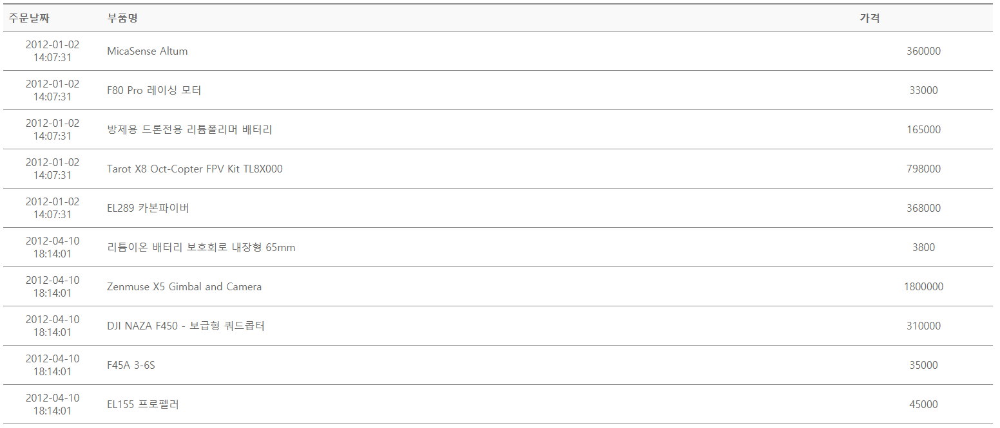 주문날짜 부품명 가격
2012-01-02
14:07:31
MicaSense Altum
360000
2012-01-02
14:07:31
F80 Pro 레이싱 모터
33000
2012-01-02
14:07:31
방제용 드론전용 리튬폴리머 배터리
165000
2012-01-02
14:07:31
Tarot X8 Oct-Copter FPV Kit TL8X000
798000
2012-01-02
14:07:31
EL289 카본파이버
368000
2012-04-10
18:14:01
리튬이온 배터리 보호회로 내장형 65mm
3800
2012-04-10
18:14:01
Zenmuse X5 Gimbal and Camera
1800000
2012-04-10
18:14:01
DJI NAZA F450 - 보급형 쿼드콥터
310000
2012-04-10
18:14:01
F45A 3-6S
35000
2012-04-10
18:14:01
EL155 프로펠러
45000